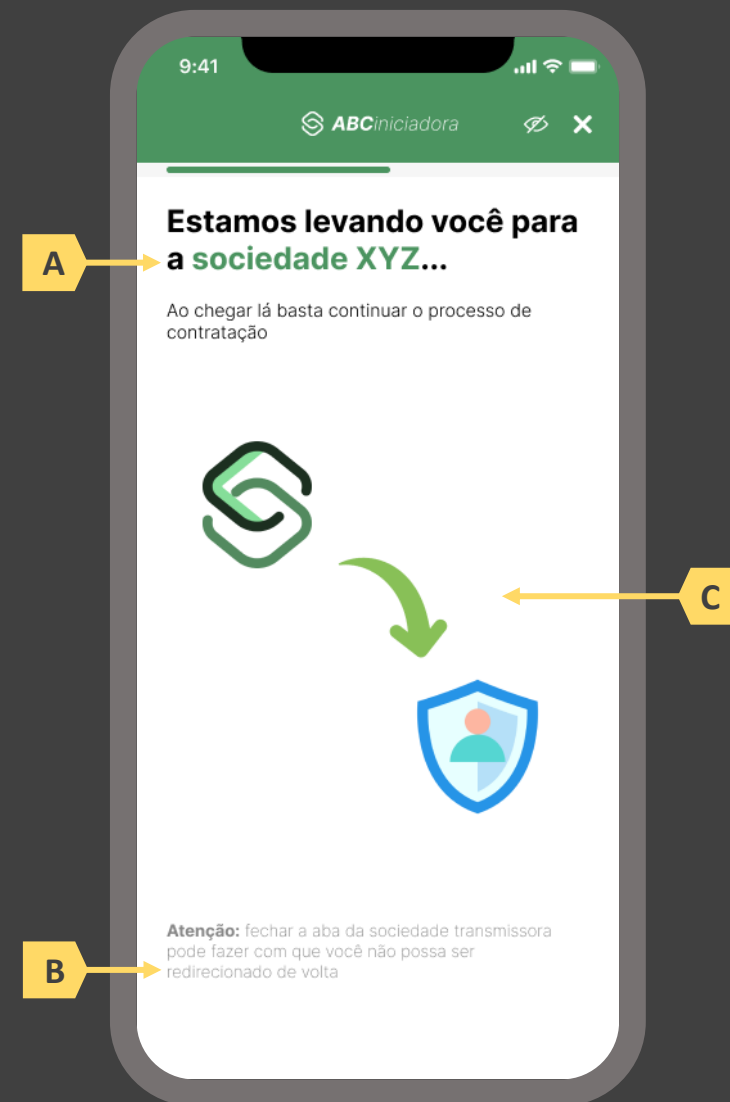 9:41
ABCiniciadora
Estamos levando você para
A
a sociedade XYZ...
Ao chegar lá basta continuar o processo de
contratação
C
Atenção: fechar a aba da sociedade transmissora
pode fazer com que você não possa ser
B
redirecionado de volta